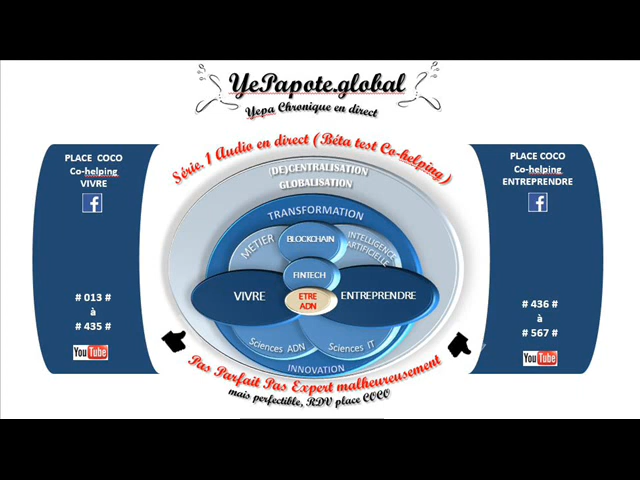 YePapote.global
Yepa Chronique en direct
Série, 1 Audio en direct (Béta test Co-helping)
PLACE COCO
Co-helping
VIVRE
# 013 #
à
# 435 #
YouTube
(DE)CENTRALISATION
GLOBALISATION
TRANSFORMATION
METIER
BLOCKCHAIN
INTELLIGENCE
ARTIFICIELLE
FINTECH
VIVRE
ETRE
ADN
ENTREPRENDRE
Sciences ADN
Sciences IT
INNOVATION
PLACE COCO
Co-helping
ENTREPRENDRE
# 436 #
à
# 567 #
YouTube
Pas Parfait Pas Expert malheureusement
mais perfectible, RDV place COCO